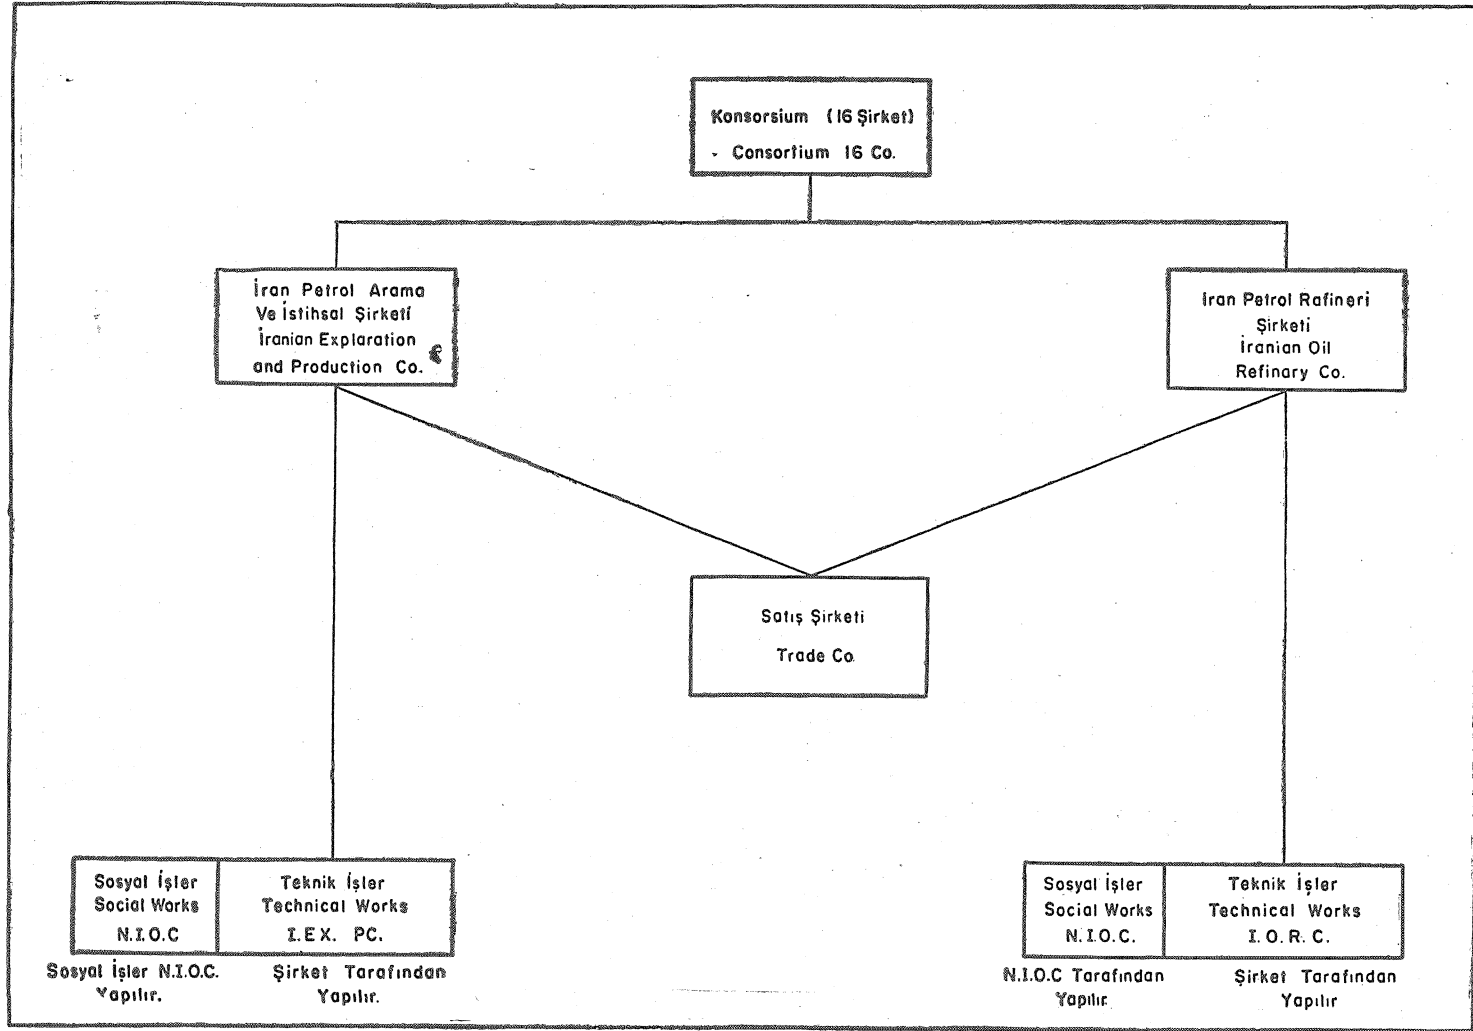 Konsorsium (16 Şirket)
Consortium 16 Co.
İran Petrol Arama
Ve İstihsal Şirketi
İranian Explaration
and Production Co.
İran Petrol Rafineri
Şirketi
İranian Oil
Refinary Co.
Satış Şirketi
Trade Co.
Sosyal İşler
Social Works
N.I.O.C
Teknik İşler
Technical Works
I.EX. PC.
Sosyal İşler
Social Works
N.I.O.C.
Teknik İşler
Technical Works
I.O.R.C.
Sosyal İşler N.I.O.C.
Yapılır.
Şirket Tarafından
Yapılır.
N.I.O.C Tarafından
Yapılır.
Şirket Tarafından
Yapılır